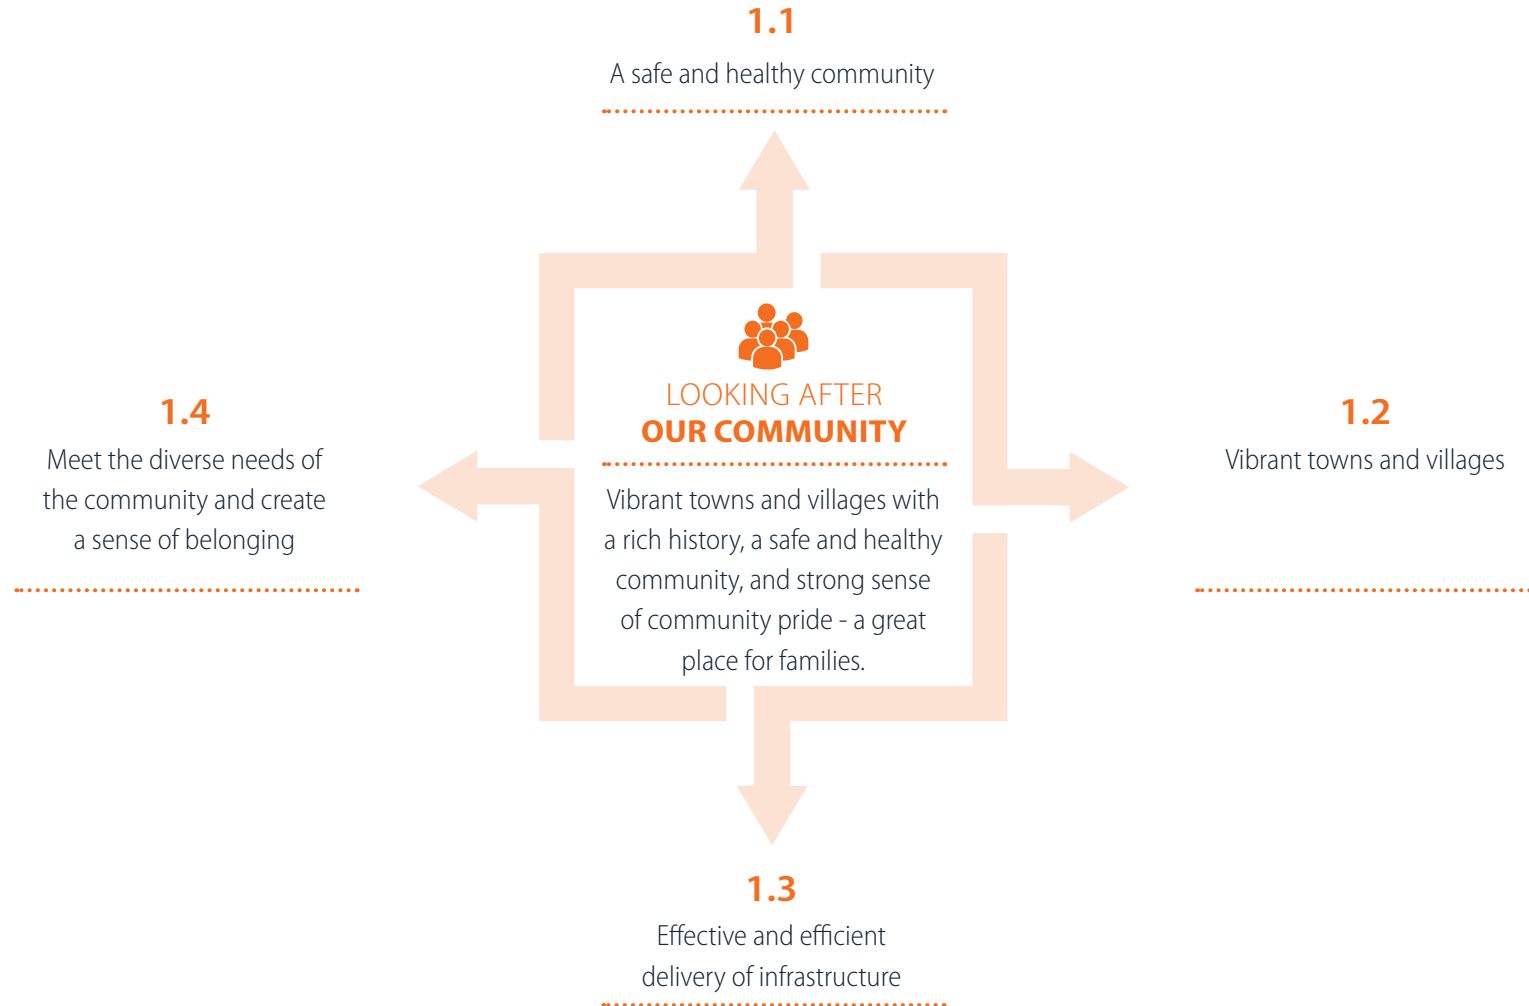 1.1
A safe and healthy community
LOOKING AFTER
OUR COMMUNITY
Vibrant towns and villages with
a rich history, a safe and healthy
community, and strong sense
of community pride - a great
place for families.
1.2
Vibrant towns and villages
1.3
Effective and efficient
delivery of infrastructure
1.4
Meet the diverse needs of
the community and create
a sense of belonging